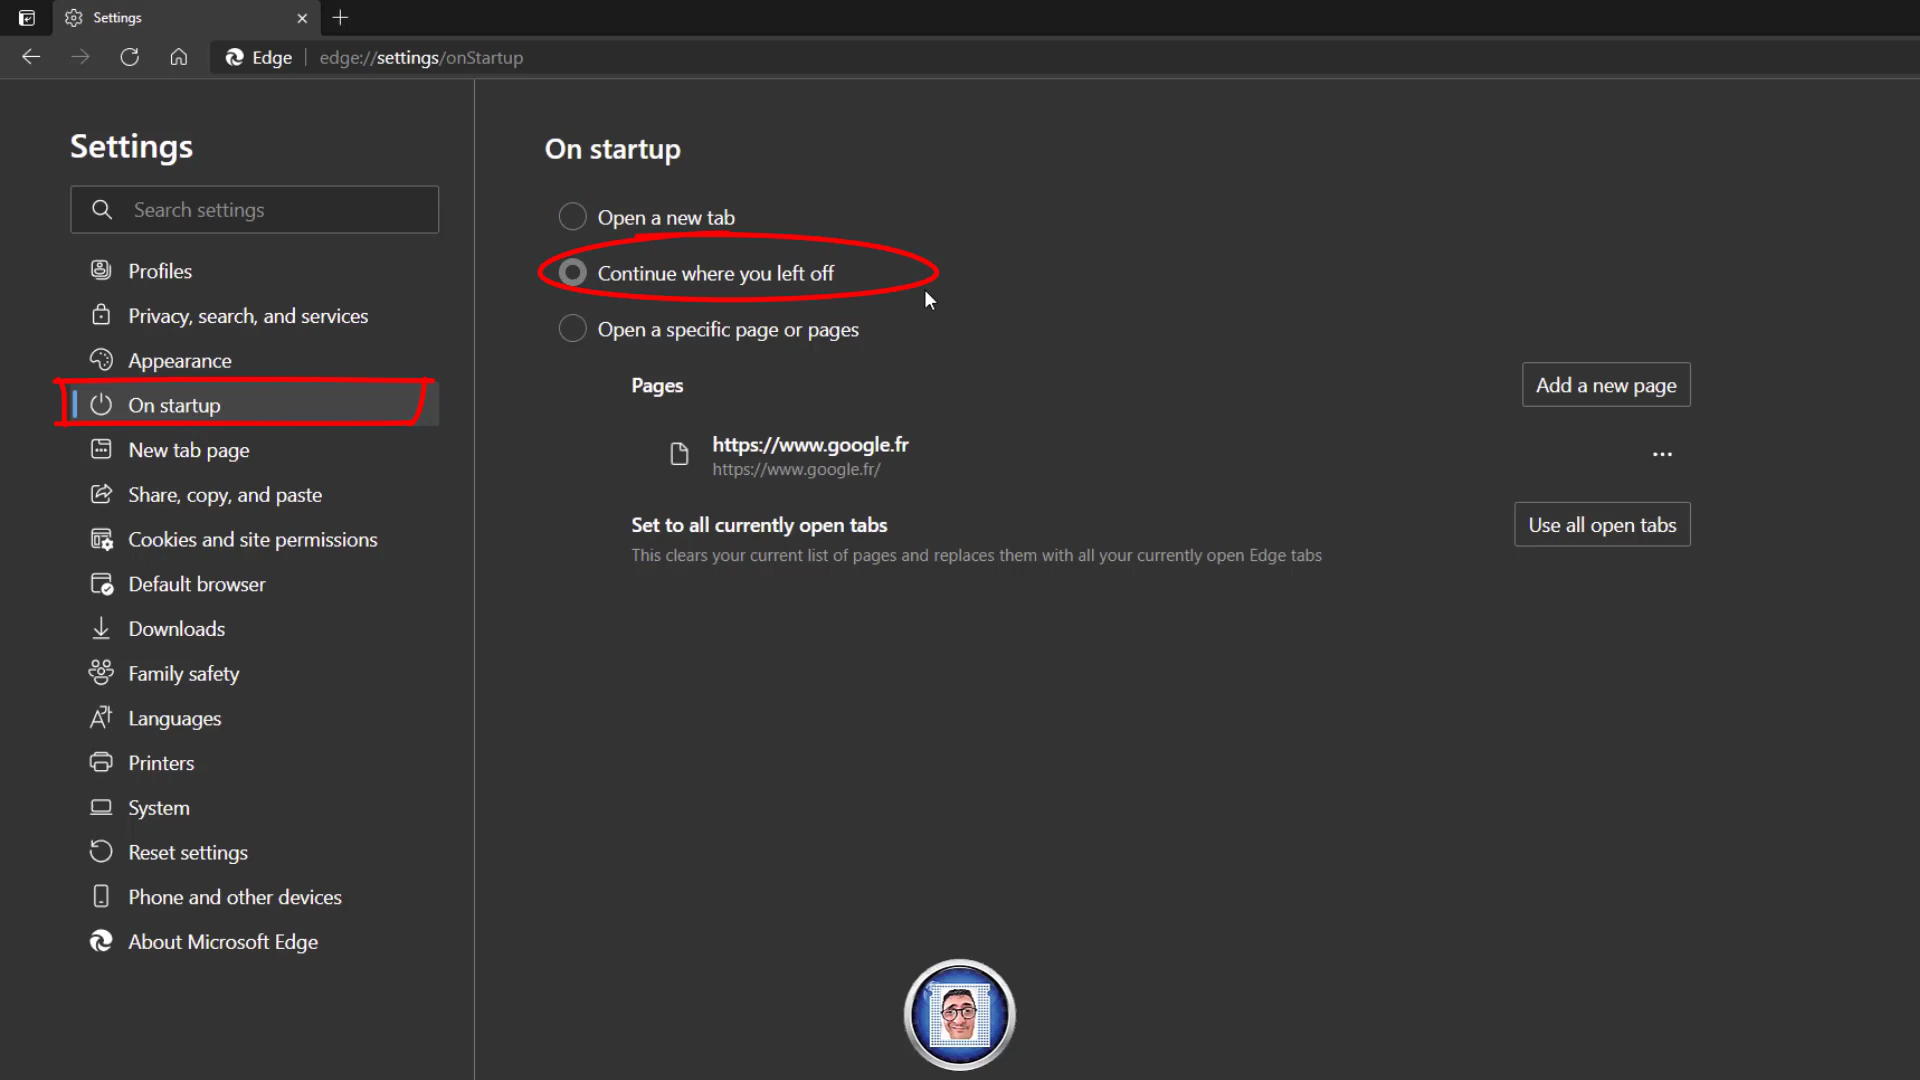 Settings
Edge
edge://settings/onStartup
Settings
Search settings
Profiles
Privacy, search, and services
Appearance
On startup
New tab page
Share, copy, and paste
Cookies and site permissions
Default browser
Downloads
Family safety
Languages
Printers
System
Reset settings
Phone and other devices
About Microsoft Edge
On startup
Open a new tab
Continue where you left off
Open a specific page or pages
Pages
Add a new page
https://www.google.fr
https://www.google.fr/
Set to all currently open tabs
This clears your current list of pages and replaces them with all your currently open Edge tabs
Use all open tabs